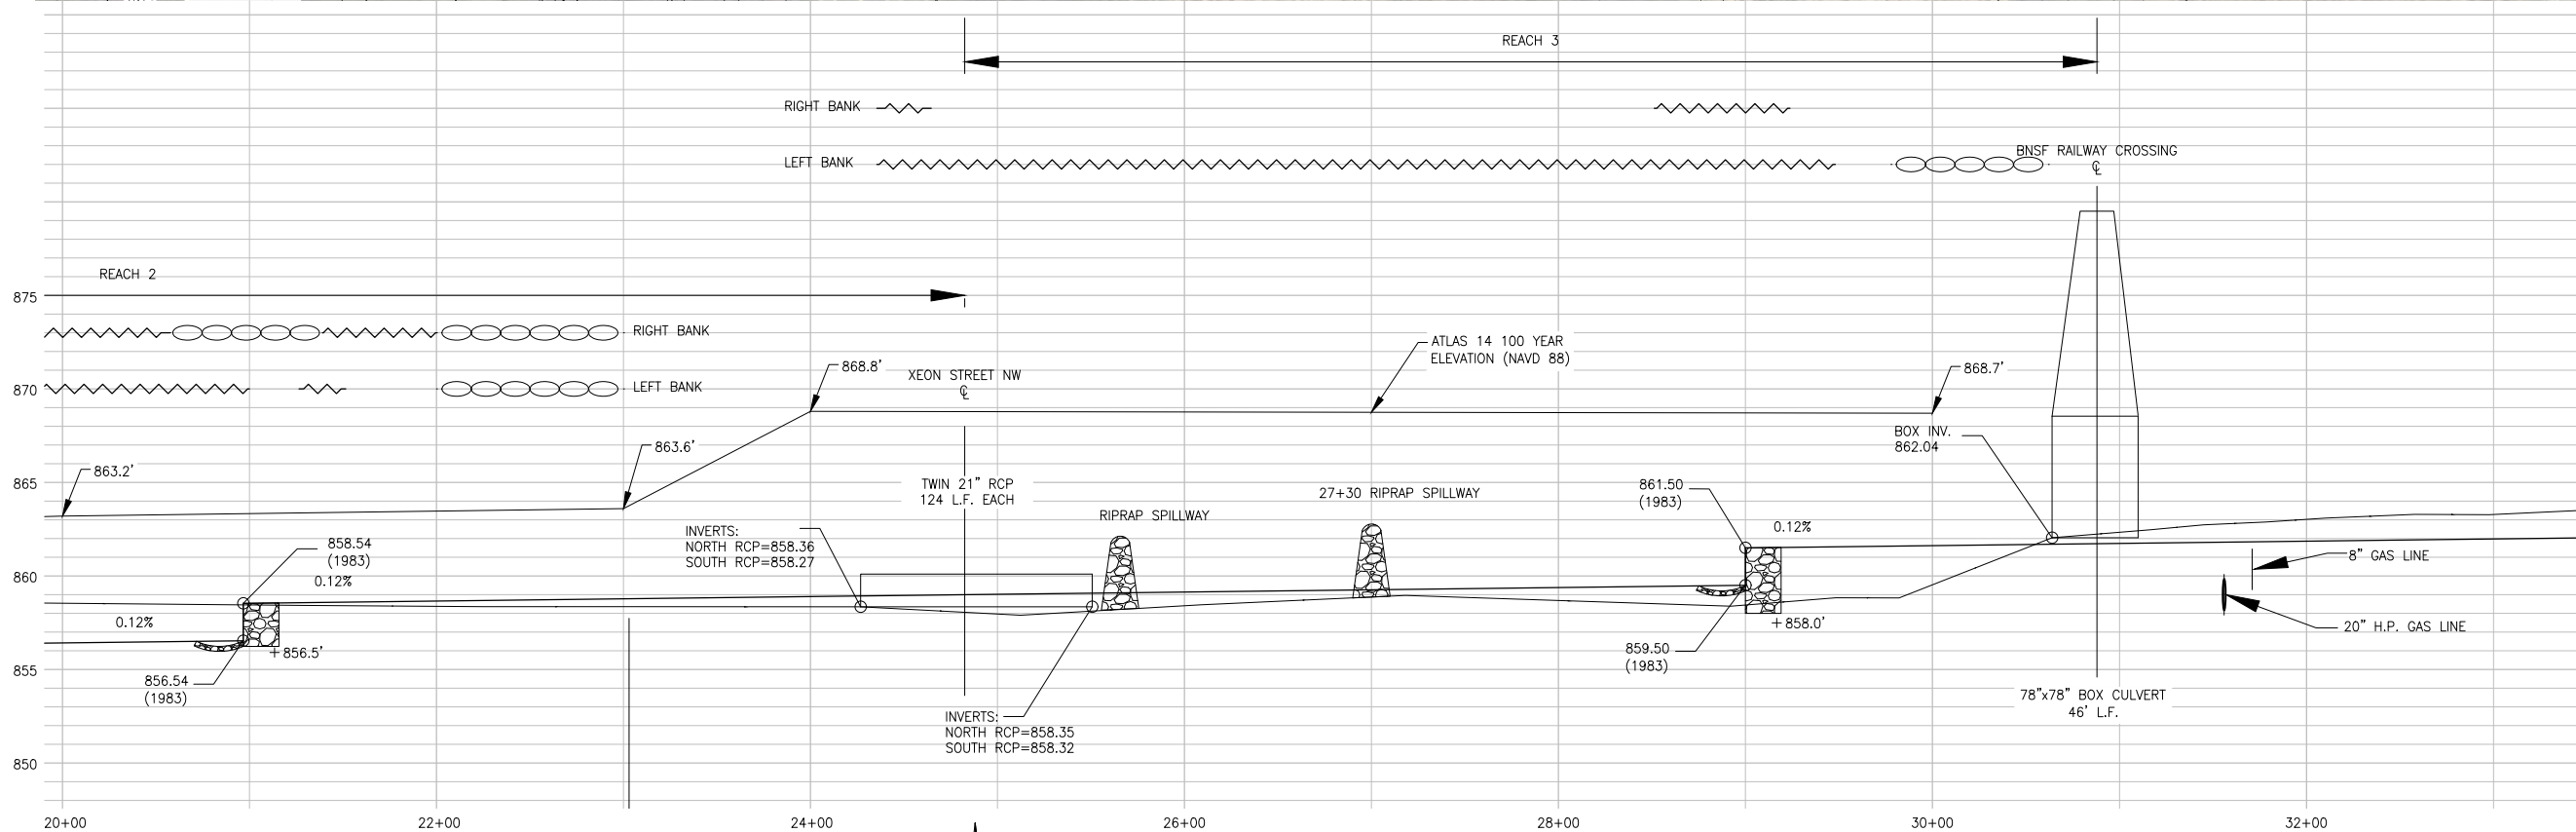 REACH 3
RIGHT BANK
LEFT BANK
BNSF RAILWAY CROSSING
℄
REACH 2
875
RIGHT BANK
ATLAS 14 100 YEAR
ELEVATION (NAVD 88)
868.8'
868.7'
XEON STREET NW
℄
870
LEFT BANK
BOX INV.
862.04
863.6'
863.2'
865
TWIN 21" RCP
124 L.F. EACH
27+30 RIPRAP SPILLWAY
861.50
(1983)
RIPRAP SPILLWAY
0.12%
INVERTS:
NORTH RCP=858.36
SOUTH RCP=858.27
858.54
(1983)
8" GAS LINE
860
0.12%
0.12%
+858.0'
20" H.P. GAS LINE
+856.5'
859.50
(1983)
855
856.54
(1983)
78"x78" BOX CULVERT
46' L.F.
INVERTS:
NORTH RCP=858.35
SOUTH RCP=858.32
850
20+00
22+00
24+00
26+00
28+00
30+00
32+00